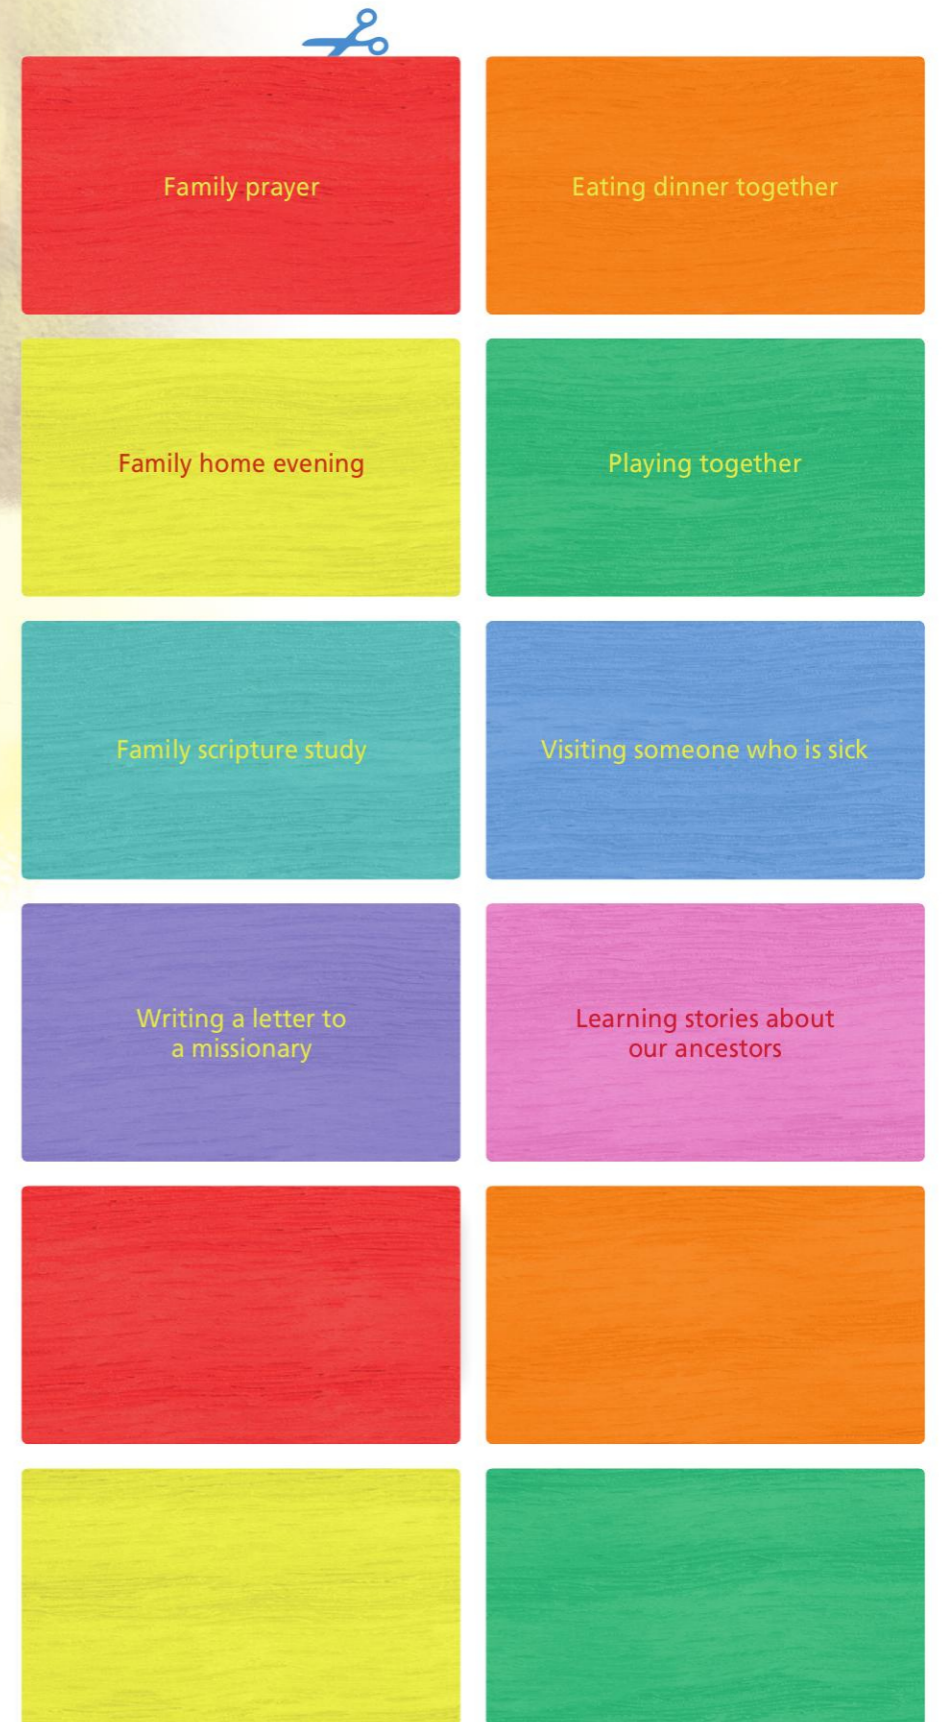 Family prayer
Eating dinner together
Family home evening
Playing together
Family scripture study
Visiting someone who is sick
Writing a letter to
a missionary
Learning stories about
our ancestors